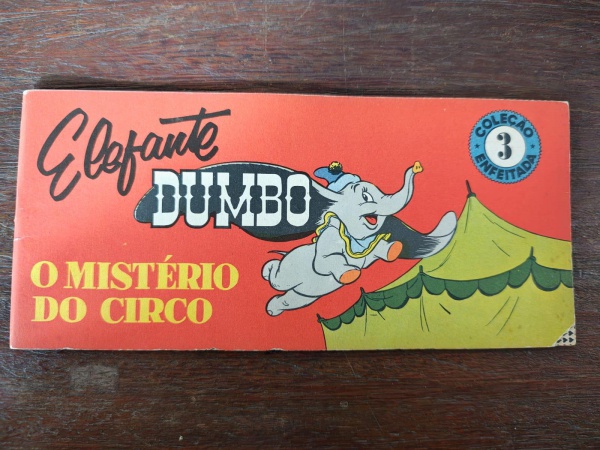 Elefante
DUMBO
O MISTÉRIO
DO CIRCO
COLEÇÃO
3
ENFEITADA